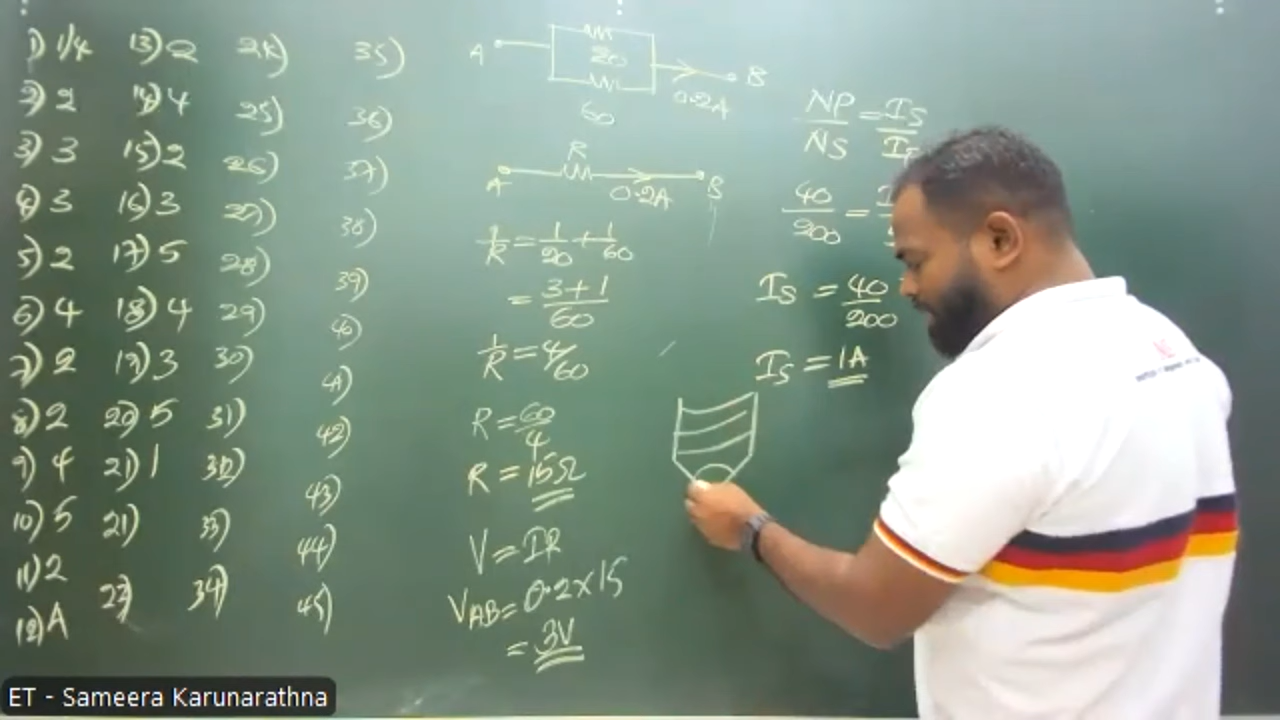 1) 1/4
2) 2
3) 3
4) 3
5) 2
6) 4
7) 2
8) 2
9) 4
10) 5
11) 2
12) A
13) 2
14) 4
15) 2
16) 3
17) 5
18) 4
19) 3
20) 5
21) 1
21)
23)
24)
25)
26)
27)
28)
29)
30)
31)
32)
33)
34)
35)
36)
37)
38)
39)
40)
41)
42)
43)
44)
45)
A
20
60
B
0.2A
R
A
0.2A
B
1/R = 1/20 + 1/60
= 3+1/60
1/R = 4/60
R = 60/4
R = 15Ω
V = IR
VAB = 0.2 × 15
= 3V
NP/NS = IS/
40/200 =
IS = 40/200
IS = 1A
ET - Sameera Karunarathna